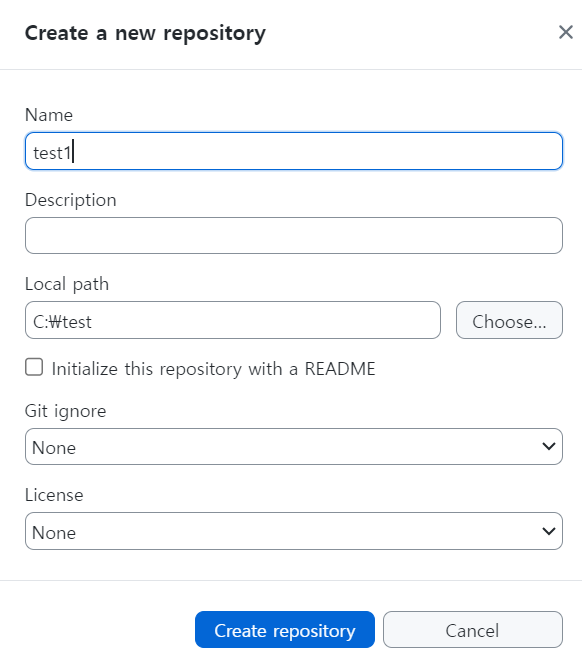 Create a new repository
Name
test1
Description
Local path
C:₩test
Choose...
Initialize this repository with a README
Git ignore
None
License
None
Create repository
Cancel